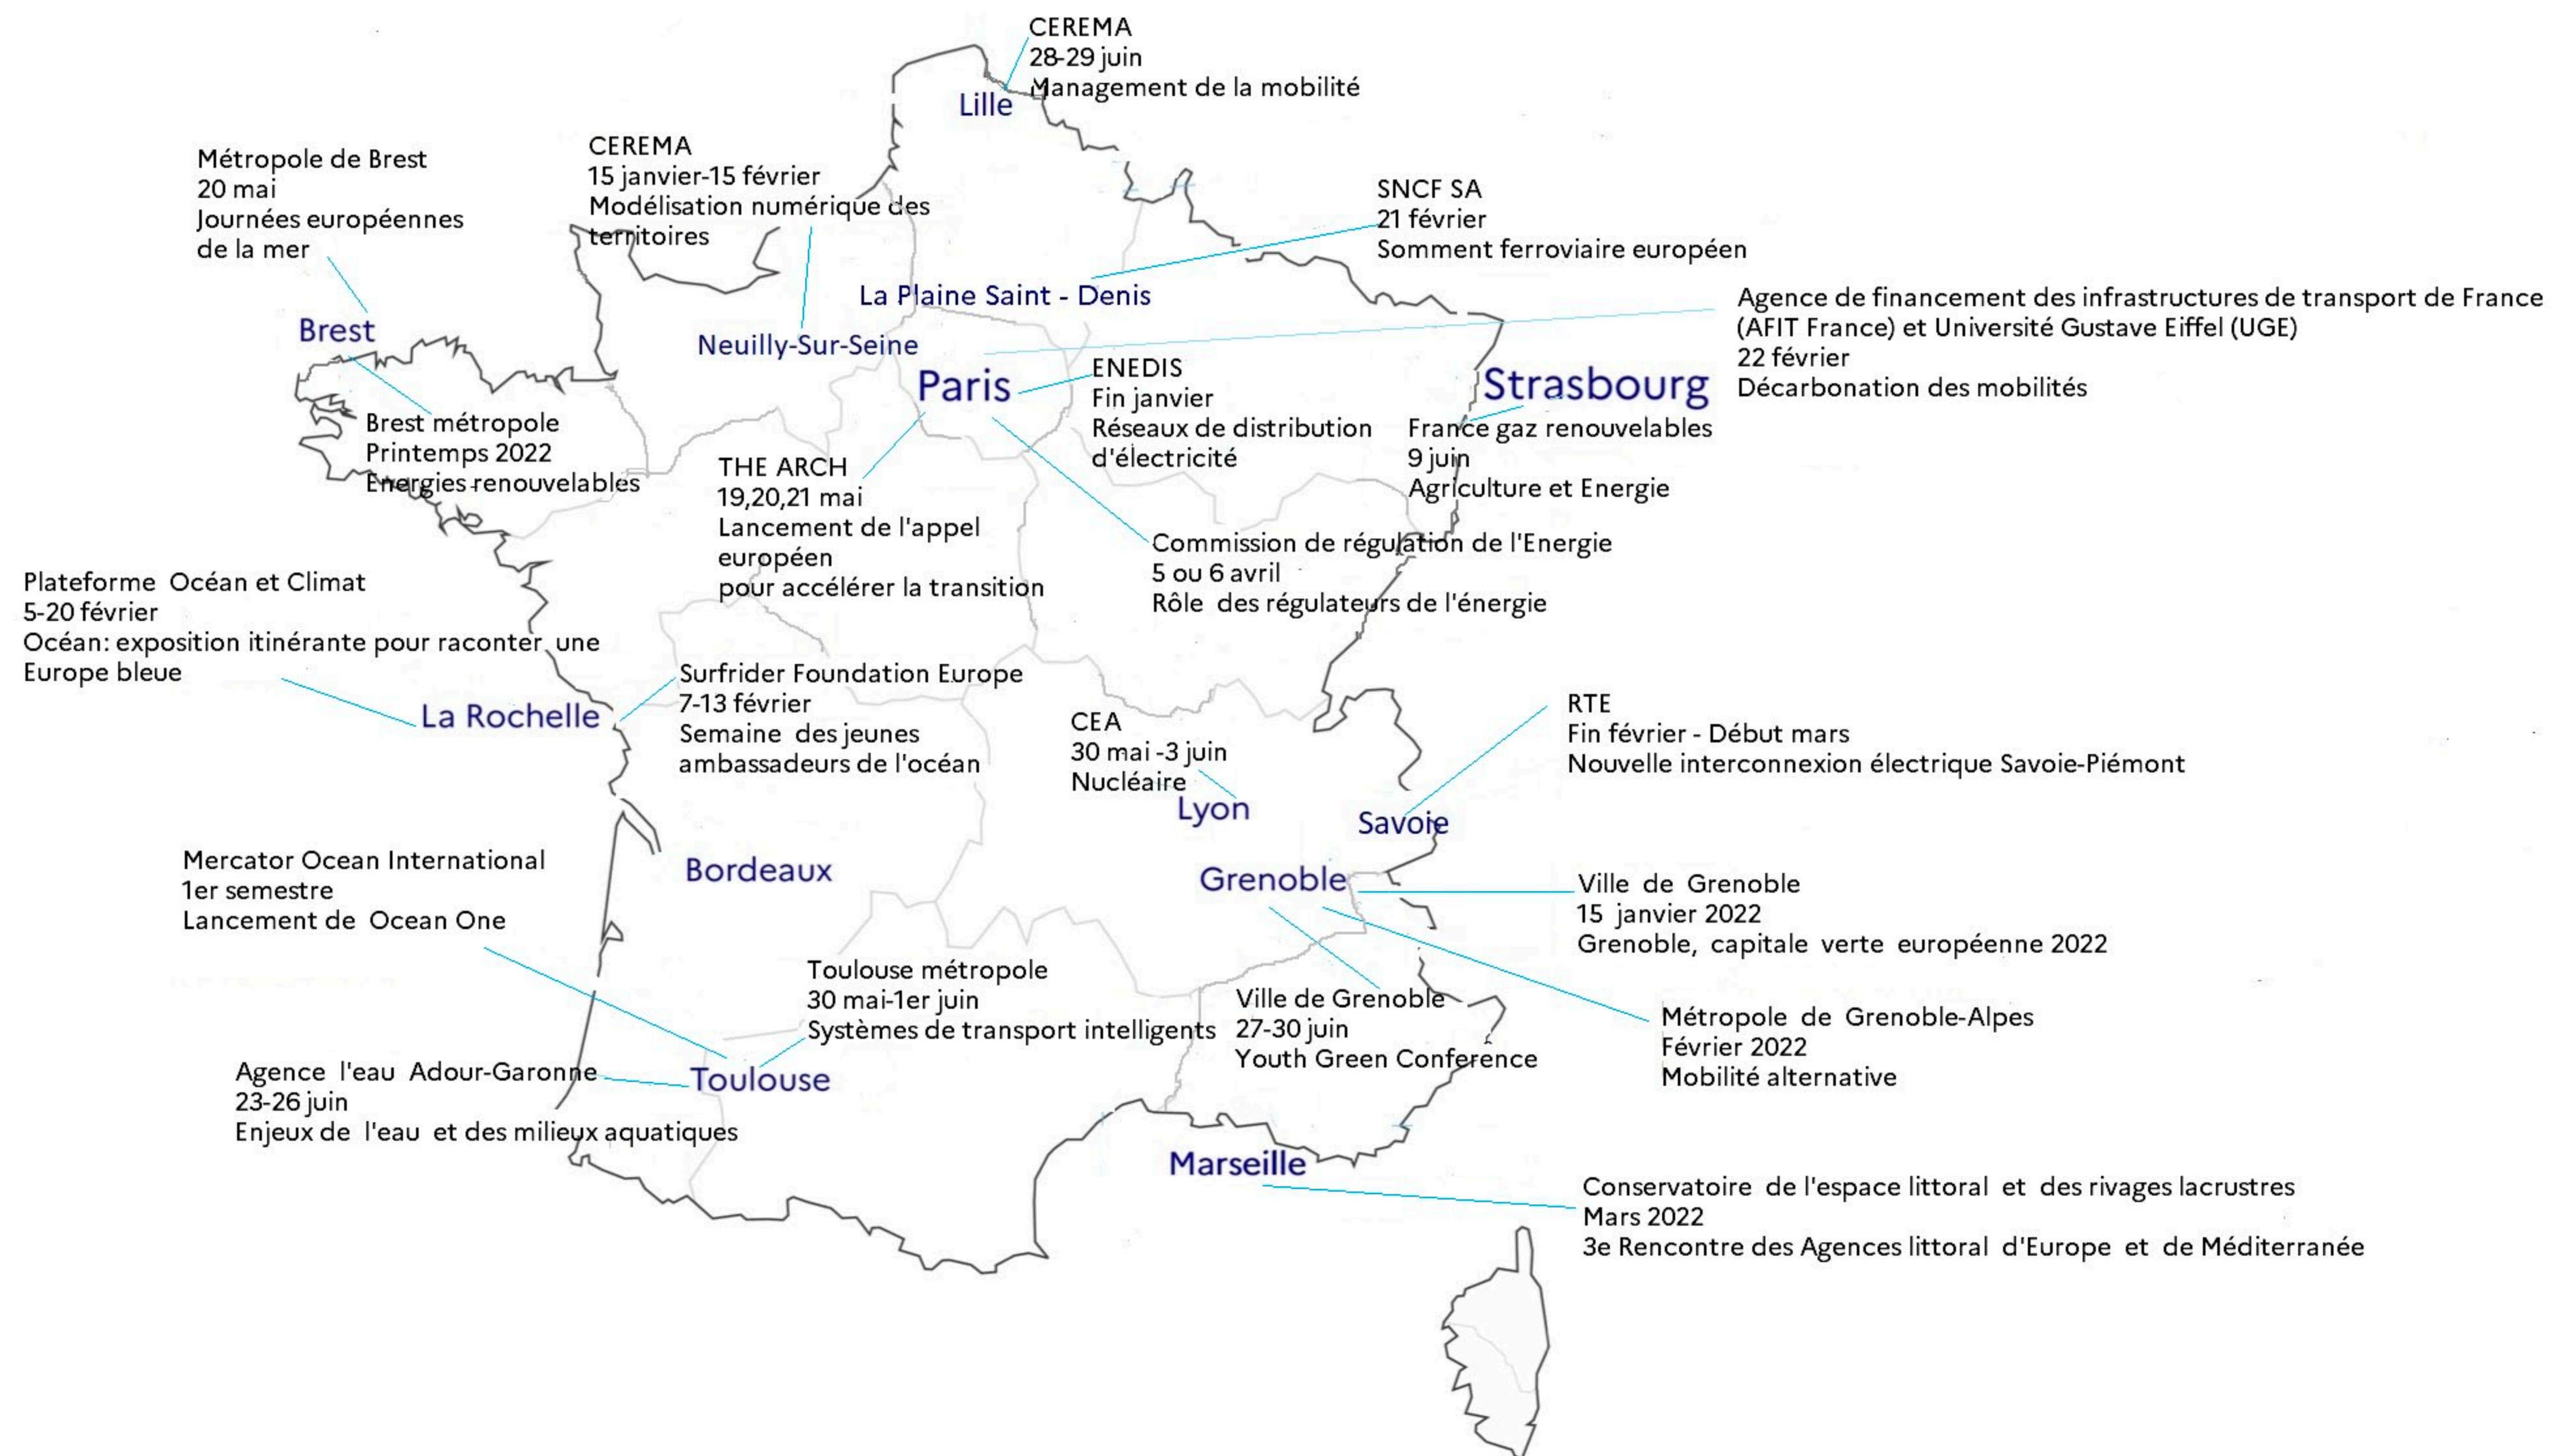 CEREMA
28-29 juin
Management de la mobilité
Lille
Métropole de Brest
20 mai
Journées européennes
de la mer
CEREMA
15 janvier-15 février
Modélisation numérique des
territoires
SNCF SA
21 février
Somment ferroviaire européen
La Plaine Saint - Denis
Agence de financement des infrastructures de transport de France
(AFIT France) et Université Gustave Eiffel (UGE)
22 février
Décarbonation des mobilités
Brest
Neuilly-Sur-Seine
Paris
ENEDIS
Fin janvier
Réseaux de distribution
d'électricité
Strasbourg
France gaz renouvelables
9 juin
Agriculture et Energie
Brest métropole
Printemps 2022
Energies renouvelables
THE ARCH
19,20,21 mai
Lancement de l'appel
européen
pour accélérer la transition
Commission de régulation de l'Energie
5 ou 6 avril
Rôle des régulateurs de l'énergie
Plateforme Océan et Climat
5-20 février
Océan: exposition itinérante pour raconter une
Europe bleue
La Rochelle
Surfrider Foundation Europe
7-13 février
Semaine des jeunes
ambassadeurs de l'océan
CEA
30 mai -3 juin
Nucléaire
Lyon
RTE
Fin février - Début mars
Nouvelle interconnexion électrique Savoie-Piémont
Savoie
Mercator Ocean International
1er semestre
Lancement de Ocean One
Bordeaux
Grenoble
Ville de Grenoble
15 janvier 2022
Grenoble, capitale verte européenne 2022
Toulouse métropole
30 mai-1er juin
Systèmes de transport intelligents
Ville de Grenoble
27-30 juin
Youth Green Conference
Métropole de Grenoble-Alpes
Février 2022
Mobilité alternative
Agence l'eau Adour-Garonne
23-26 juin
Enjeux de l'eau et des milieux aquatiques
Toulouse
Marseille
Conservatoire de l'espace littoral et des rivages lacrustres
Mars 2022
3e Rencontre des Agences littoral d'Europe et de Méditerranée